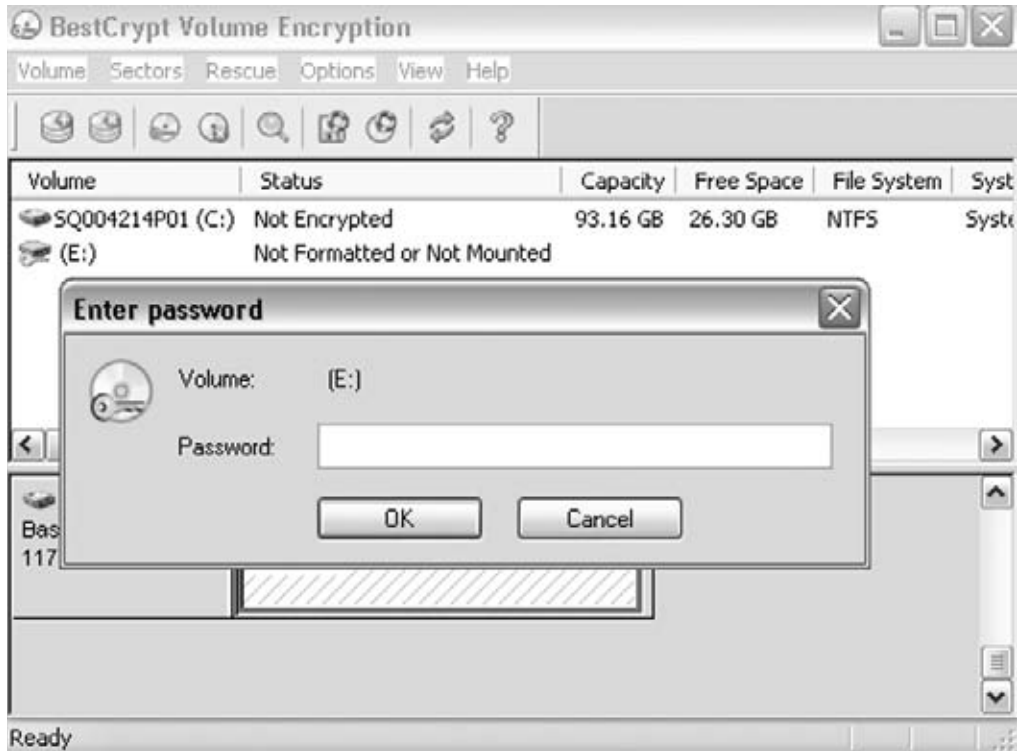 BestCrypt Volume Encryption
Volume Sectors Rescue Options View Help
Volume Status Capacity Free Space File System Syst
SQ004214P01 (C:) Not Encrypted 93.16 GB 26.30 GB NTFS Syste
(E:) Not Formatted or Not Mounted
Enter password
Volume: (E:)
Password:
OK Cancel
Bas
117
Ready